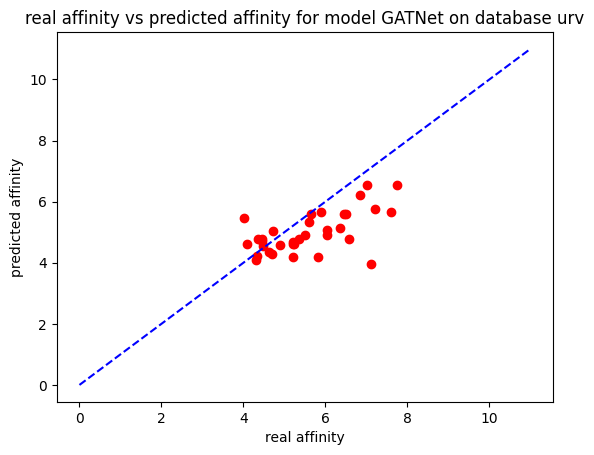 real affinity vs predicted affinity for model GATNet on database urv
predicted affinity
10
8
6
4
2
0
0 2 4 6 8 10
real affinity